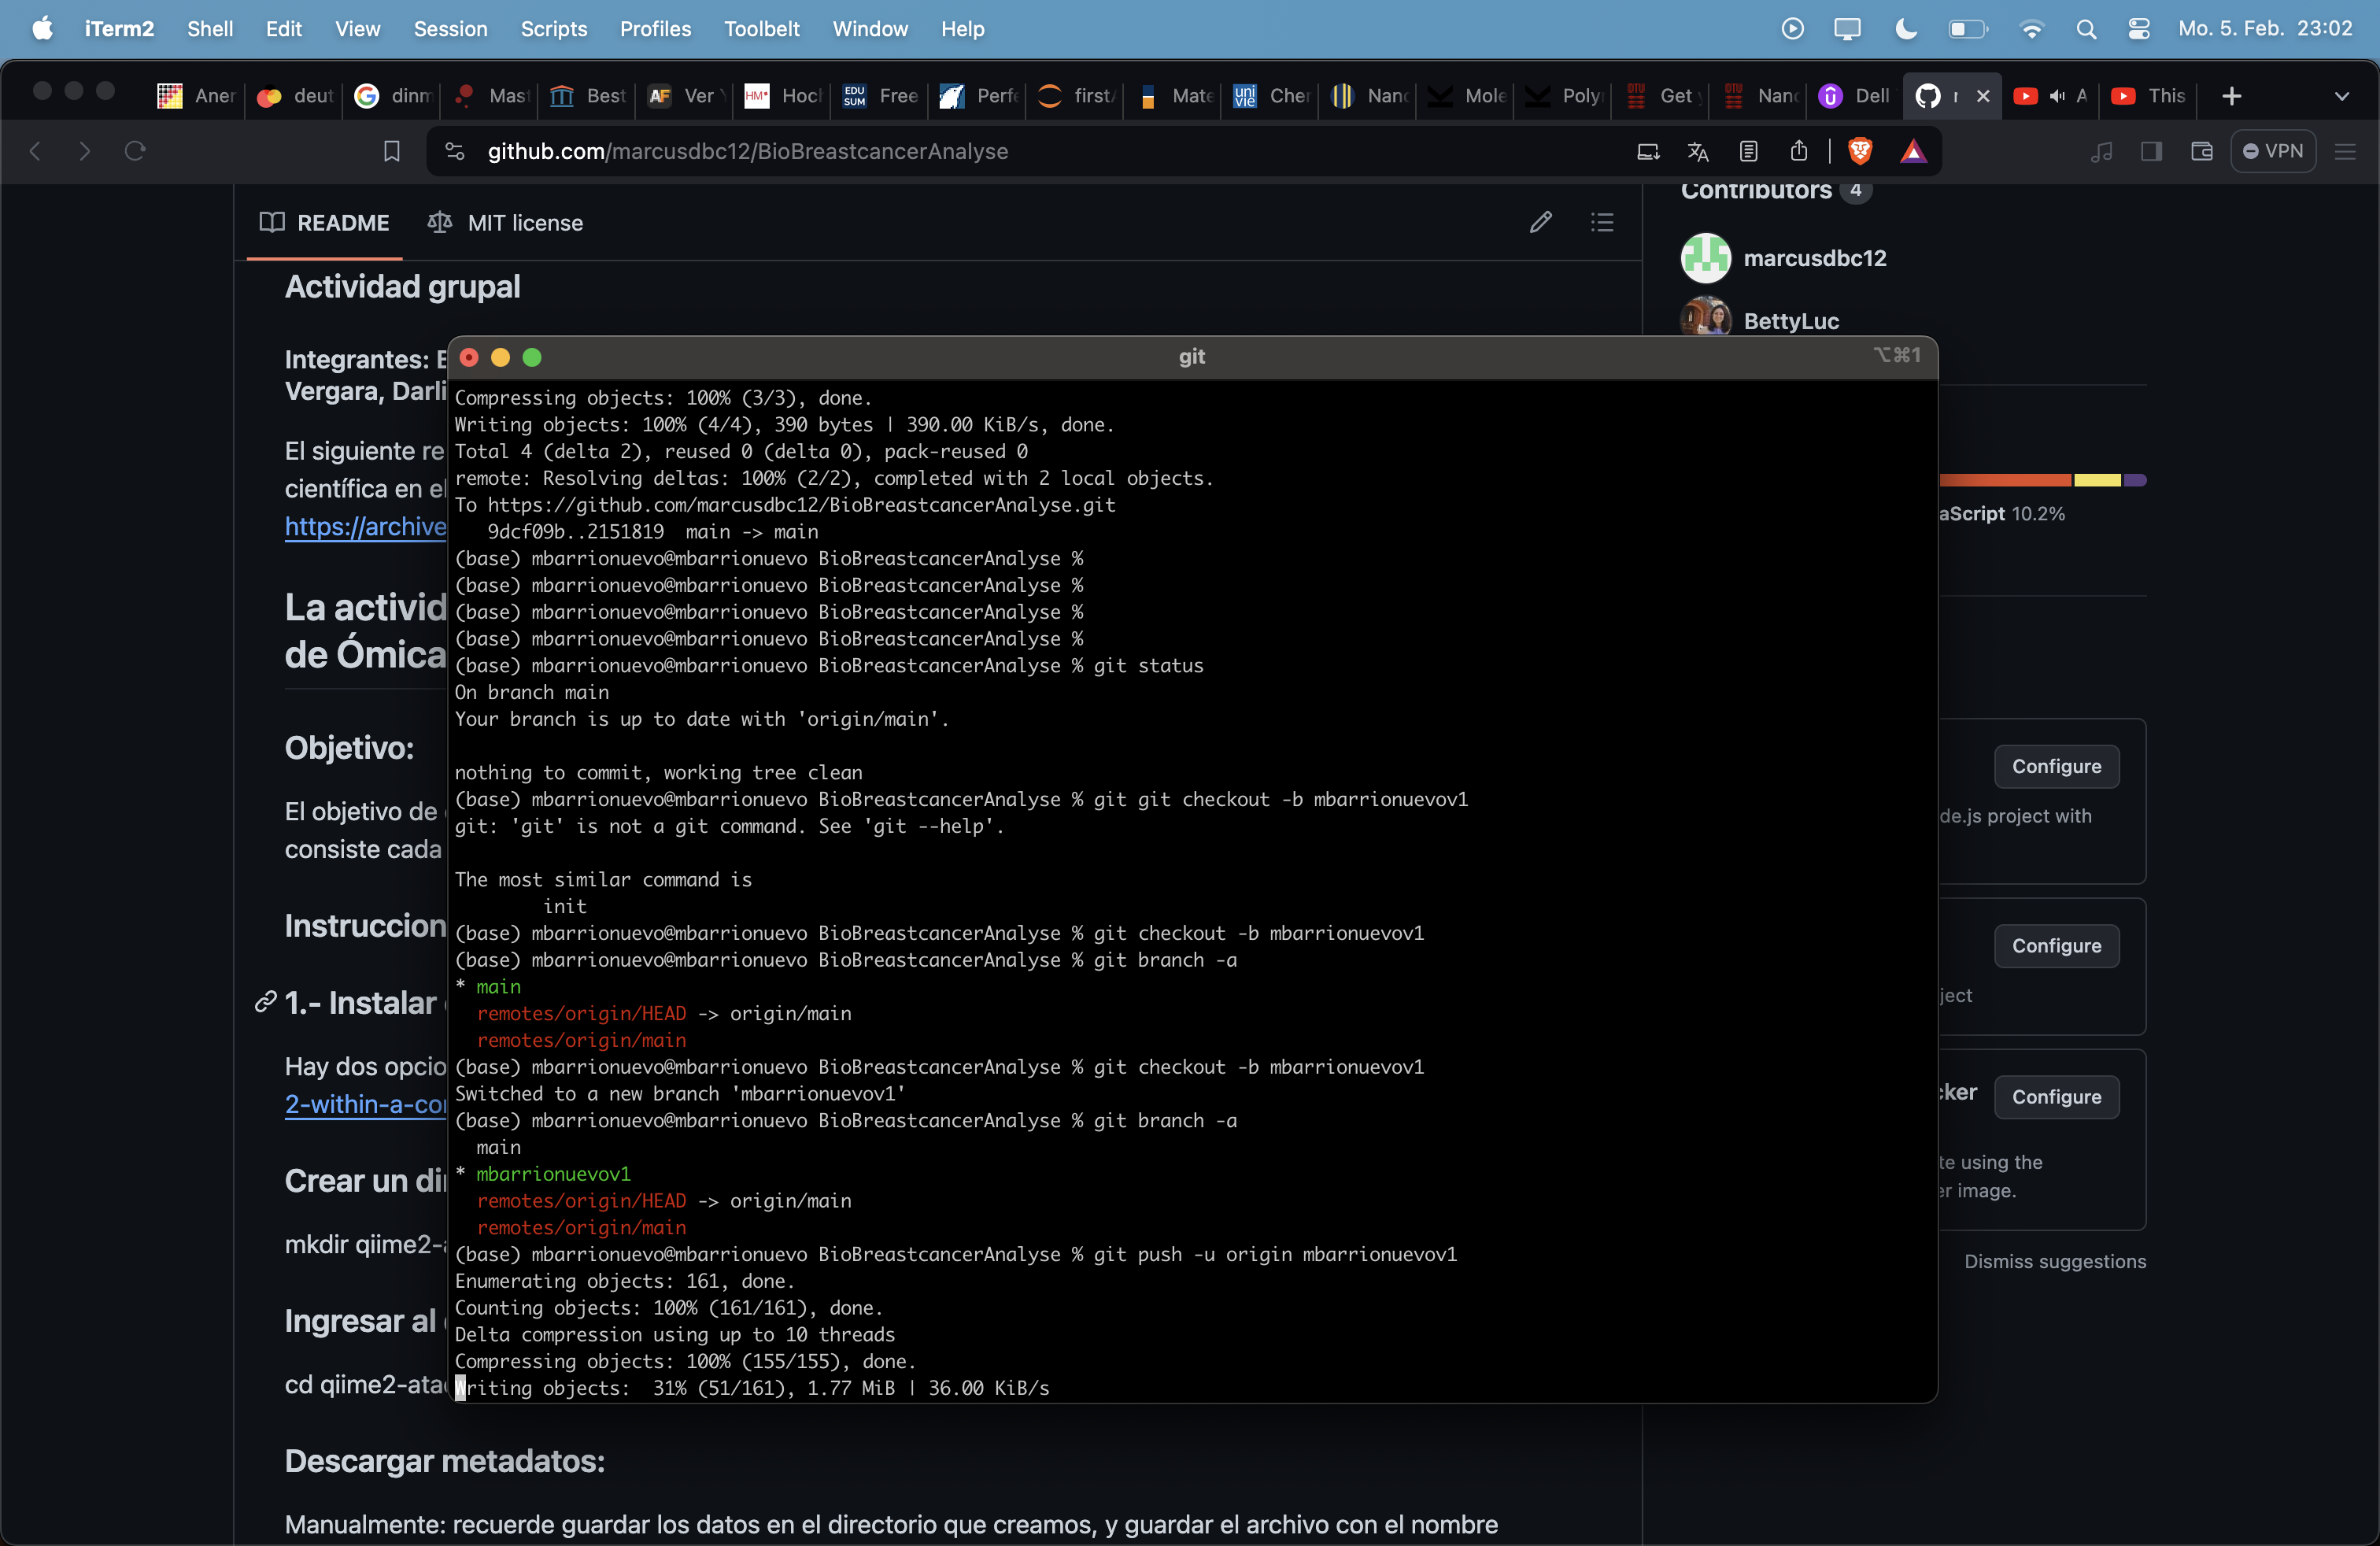 iTerm2 Shell Edit View Session Scripts Profiles Toolbelt Window Help Mo. 5. Feb. 23:02
Aner deut dinm Mast Best Ver Hoch Free Perfe first Mate Cher Nano Mole Poly Get Nano Dell This
github.com/marcusdbc12/BioBreastcancerAnalyse VPN
README MIT license
Contributors 4
marcusdbc12
BettyLuc
Actividad grupal
Integrantes:
Vergara, Darli
El siguiente re
científica en el
https://archive
La activid
de Ómica
Objetivo:
El objetivo de
consiste cada
Instruccion
1.- Instalar
Hay dos opcio
2-within-a-co
Crear un di
mkdir qiime2-a
Ingresar al
cd qiime2-ata
Descargar metadatos:
Manualmente: recuerde guardar los datos en el directorio que creamos, y guardar el archivo con el nombre
git ⌥⌘1
Compressing objects: 100% (3/3), done.
Writing objects: 100% (4/4), 390 bytes | 390.00 KiB/s, done.
Total 4 (delta 2), reused 0 (delta 0), pack-reused 0
remote: Resolving deltas: 100% (2/2), completed with 2 local objects.
To https://github.com/marcusdbc12/BioBreastcancerAnalyse.git
9dcf09b..2151819 main -> main
(base) mbarrionuevo@mbarrionuevo BioBreastcancerAnalyse %
(base) mbarrionuevo@mbarrionuevo BioBreastcancerAnalyse %
(base) mbarrionuevo@mbarrionuevo BioBreastcancerAnalyse %
(base) mbarrionuevo@mbarrionuevo BioBreastcancerAnalyse %
(base) mbarrionuevo@mbarrionuevo BioBreastcancerAnalyse % git status
On branch main
Your branch is up to date with 'origin/main'.
nothing to commit, working tree clean
(base) mbarrionuevo@mbarrionuevo BioBreastcancerAnalyse % git git checkout -b mbarrionuevov1
git: 'git' is not a git command. See 'git --help'.
The most similar command is
init
(base) mbarrionuevo@mbarrionuevo BioBreastcancerAnalyse % git checkout -b mbarrionuevov1
(base) mbarrionuevo@mbarrionuevo BioBreastcancerAnalyse % git branch -a
* main
remotes/origin/HEAD -> origin/main
remotes/origin/main
(base) mbarrionuevo@mbarrionuevo BioBreastcancerAnalyse % git checkout -b mbarrionuevov1
Switched to a new branch 'mbarrionuevov1'
(base) mbarrionuevo@mbarrionuevo BioBreastcancerAnalyse % git branch -a
main
* mbarrionuevov1
remotes/origin/HEAD -> origin/main
remotes/origin/main
(base) mbarrionuevo@mbarrionuevo BioBreastcancerAnalyse % git push -u origin mbarrionuevov1
Enumerating objects: 161, done.
Counting objects: 100% (161/161), done.
Delta compression using up to 10 threads
Compressing objects: 100% (155/155), done.
Writing objects: 31% (51/161), 1.77 MiB | 36.00 KiB/s
aScript 10.2%
Configure
de.js project with
Configure
ject
cker Configure
te using the
er image.
Dismiss suggestions